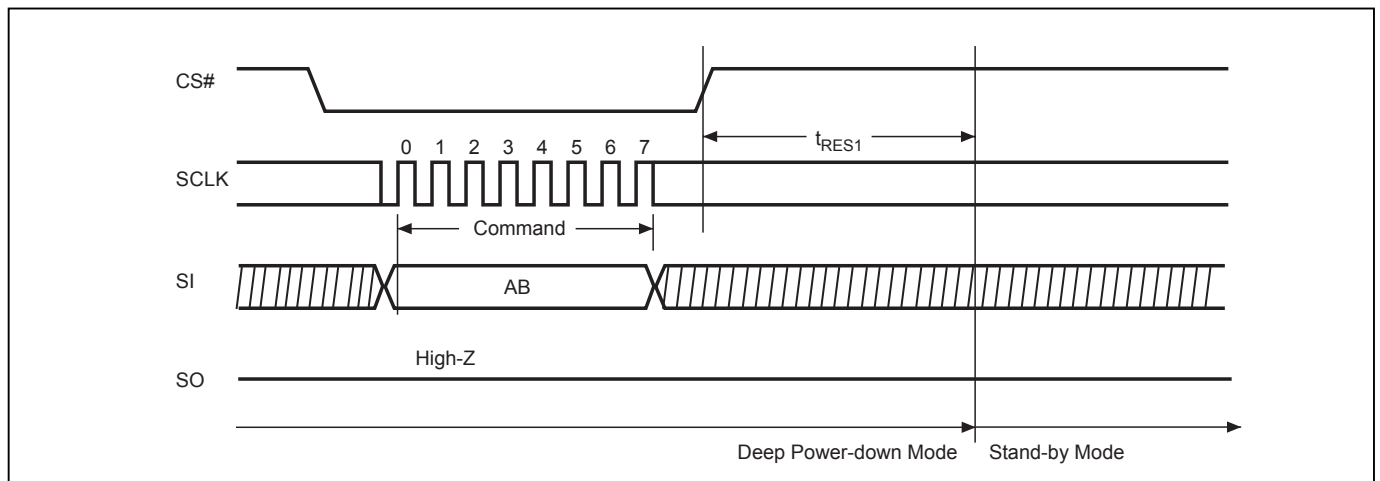 CS#
tRES1
0 1 2 3 4 5 6 7
SCLK
Command
SI
AB
High-Z
SO
Deep Power-down Mode Stand-by Mode